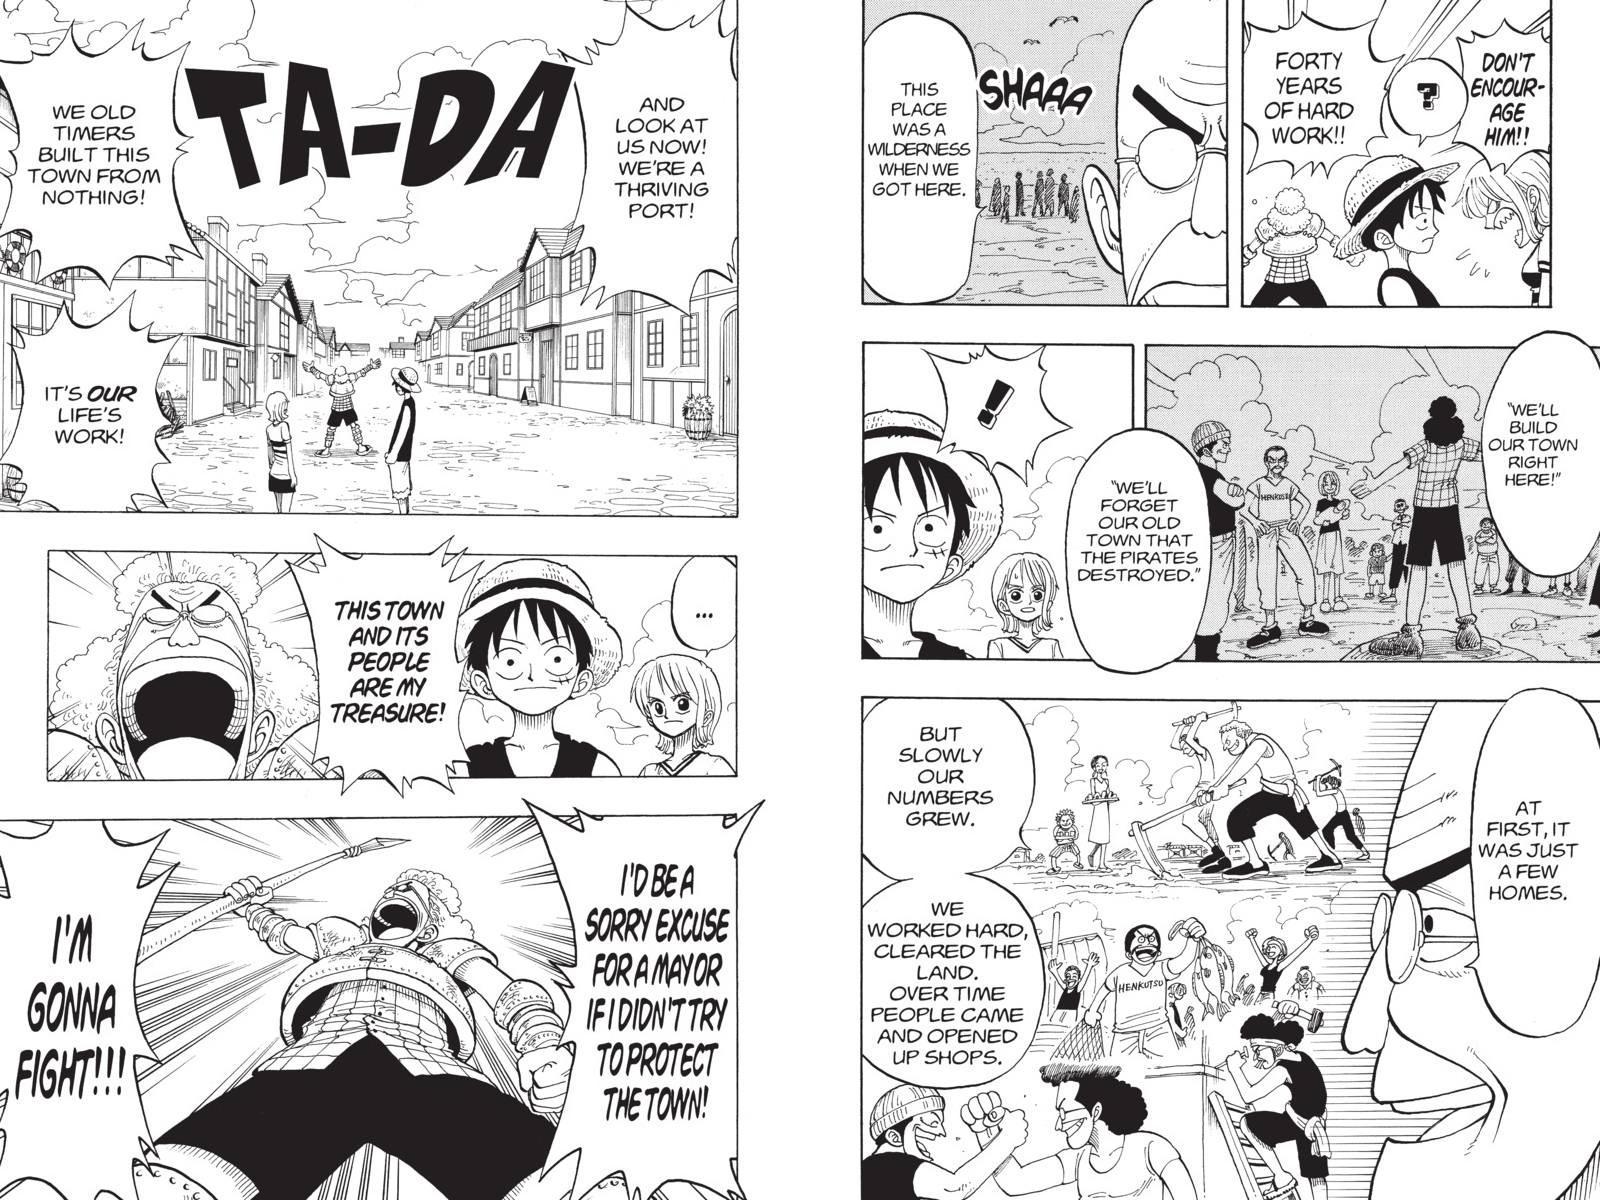 DON'T
ENCOUR-
AGE
HIM!!
?
FORTY
YEARS
OF HARD
WORK!!
SHAAA
THIS
PLACE
WAS A
WILDERNESS
WHEN WE
GOT HERE.
"WE'LL
BUILD
OUR TOWN
RIGHT
HERE!"
HENKUTSU
"WE'LL
FORGET
OUR OLD
TOWN THAT
THE PIRATES
DESTROYED."
!
AT
FIRST, IT
WAS JUST
A FEW
HOMES.
BUT
SLOWLY
OUR
NUMBERS
GREW.
WE
WORKED HARD,
CLEARED THE
LAND.
OVER TIME
PEOPLE CAME
AND OPENED
UP SHOPS.
HENKUTSU
AND
LOOK AT
US NOW!
WE'RE A
THRIVING
PORT!
TA-DA
WE OLD
TIMERS
BUILT THIS
TOWN FROM
NOTHING!
IT'S OUR
LIFE'S
WORK!
...
THIS TOWN
AND ITS
PEOPLE
ARE MY
TREASURE!
I'D BE A
SORRY EXCUSE
FOR A MAYOR
IF I DIDN'T TRY
TO PROTECT
THE TOWN!
I'M
GONNA
FIGHT!!!